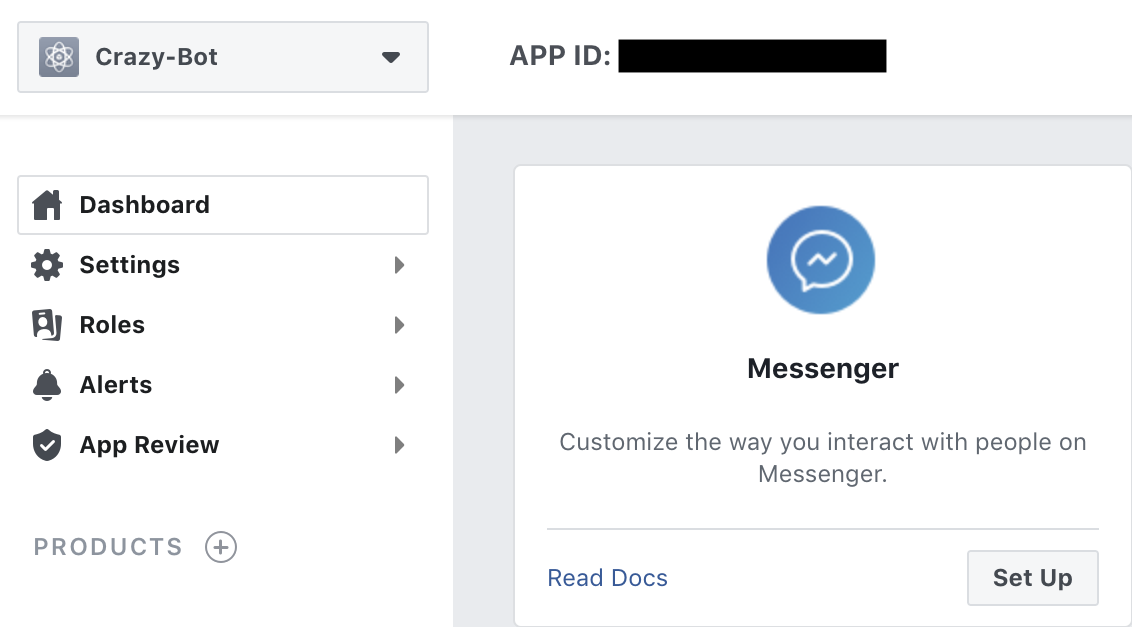 Crazy-Bot
APP ID:
Dashboard
Settings
Roles
Alerts
App Review
PRODUCTS
Messenger
Customize the way you interact with people on
Messenger.
Read Docs
Set Up